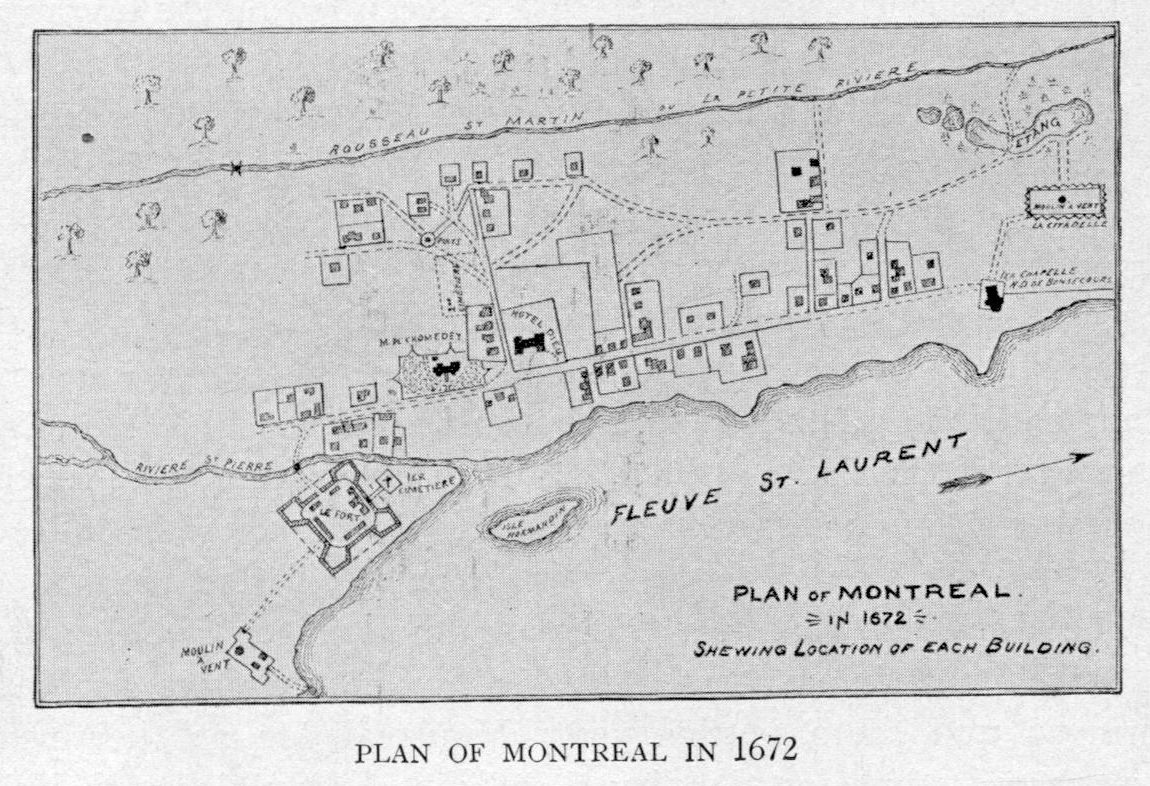 ROUSSEAU ST MARTIN OU LA PETITE RIVIERE
ETANG
MOULIN A VENT
LA CITADELLE
1ER CHAPELLE
N.D. DE BONSECOURS
PUITS
HOTEL DIEU
M. DE CHOMEDEY
RIVIERE ST PIERRE
1ER
CIMETIERE
LE FORT
ISLE
NORMANDIN
FLEUVE ST. LAURENT
MOULIN
A
VENT
PLAN OF MONTREAL.
IN 1672
SHEWING LOCATION OF EACH BUILDING.
PLAN OF MONTREAL IN 1672